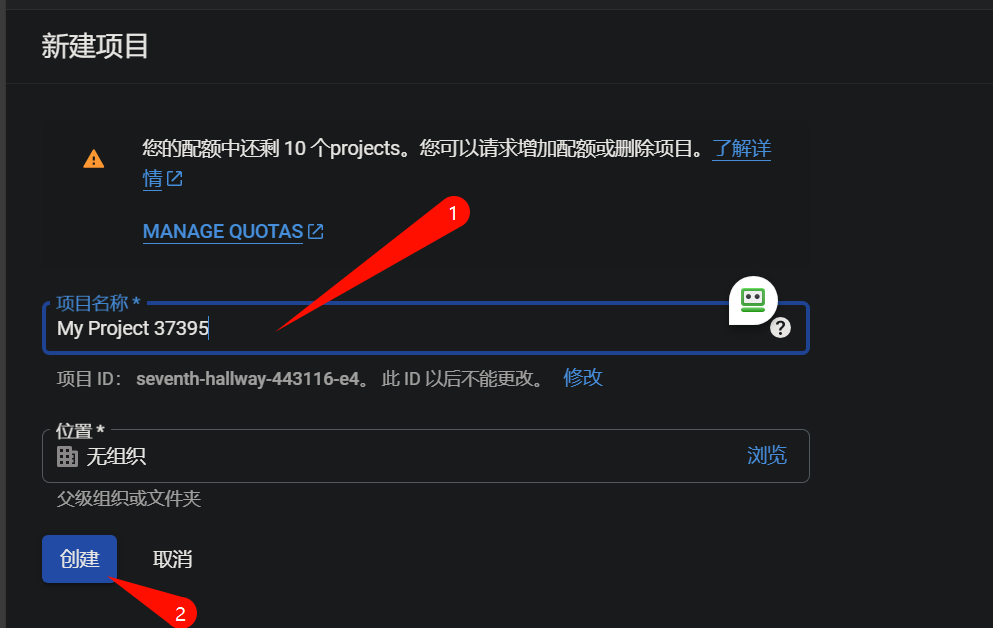 新建项目
您的配额中还剩 10 个projects。您可以请求增加配额或删除项目。了解详
情
MANAGE QUOTAS
1
项目名称 *
My Project 37395
?
项目 ID： seventh-hallway-443116-e4。 此 ID 以后不能更改。 修改
位置 *
无组织 浏览
父级组织或文件夹
创建 取消
2